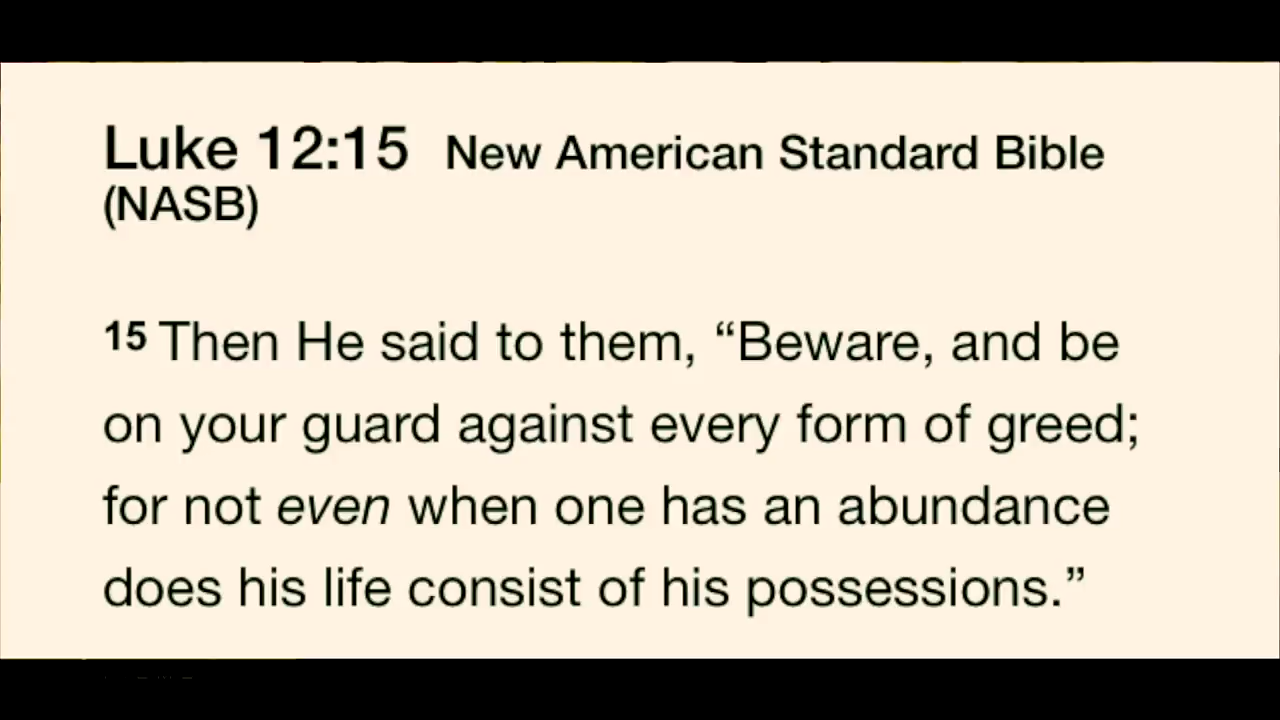 Luke 12:15 New American Standard Bible
(NASB)
15 Then He said to them, “Beware, and be
on your guard against every form of greed;
for not even when one has an abundance
does his life consist of his possessions.”